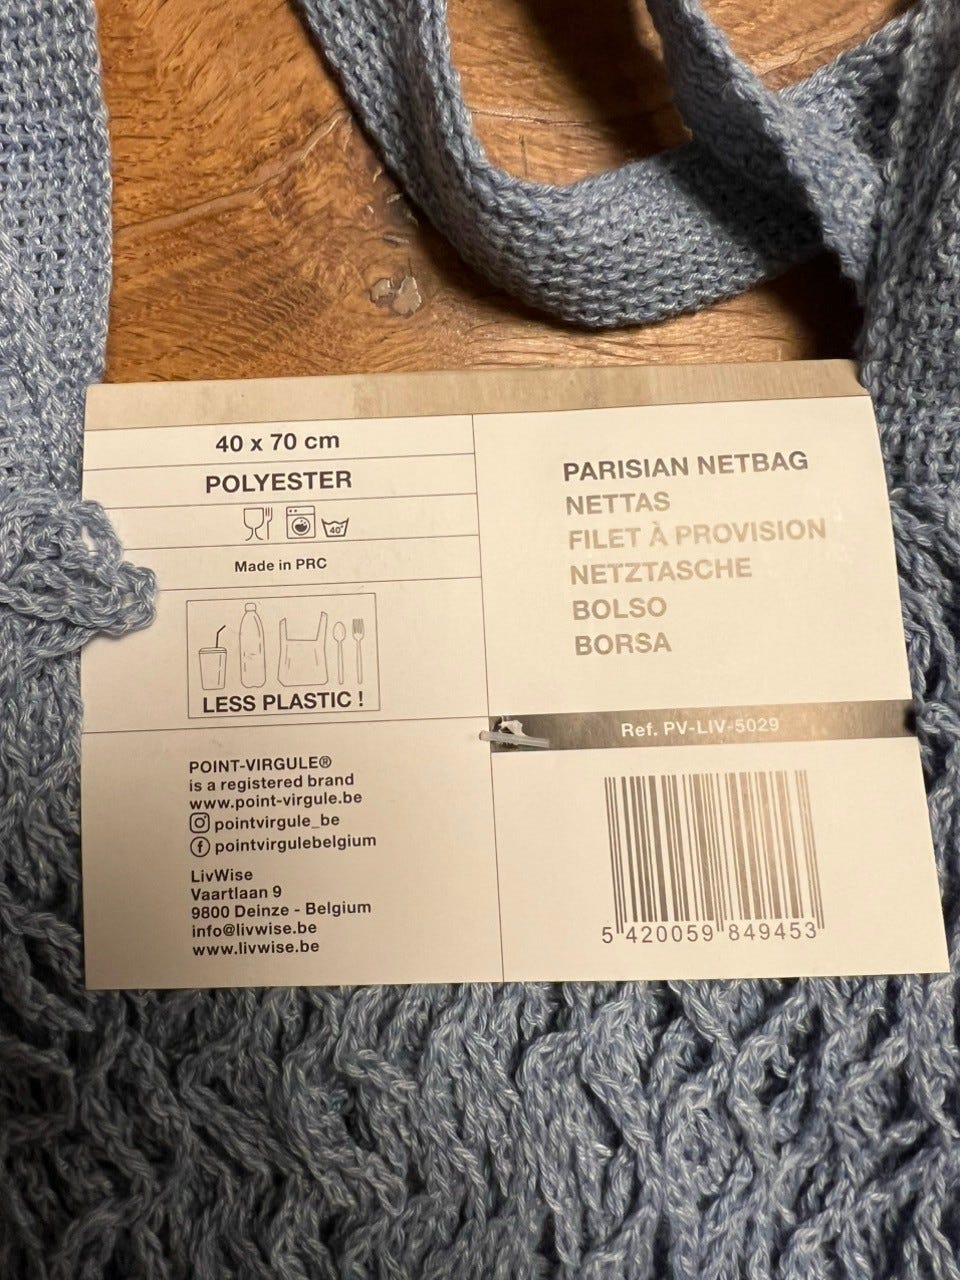 40 x 70 cm
POLYESTER
40°
Made in PRC
LESS PLASTIC !
POINT-VIRGULE®
is a registered brand
www.point-virgule.be
pointvirgule_be
pointvirgulebelgium
LivWise
Vaartlaan 9
9800 Deinze - Belgium
info@livwise.be
www.livwise.be
PARISIAN NETBAG
NETTAS
FILET À PROVISION
NETZTASCHE
BOLSO
BORSA
Ref. PV-LIV-5029
5 420059 849453